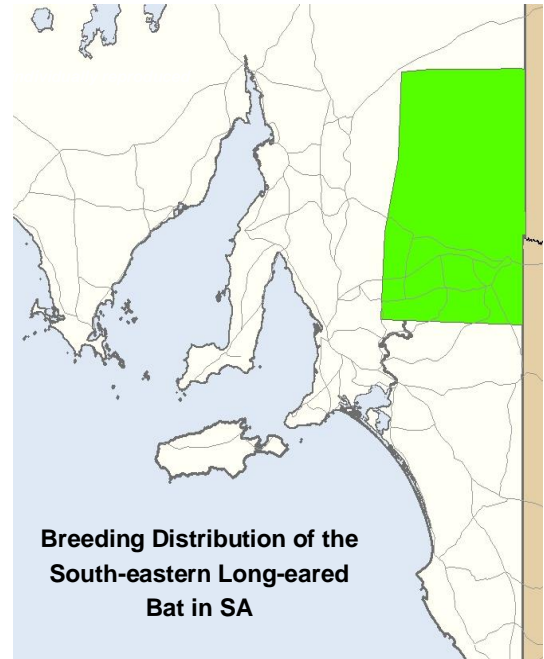 Breeding Distribution of the
South-eastern Long-eared
Bat in SA